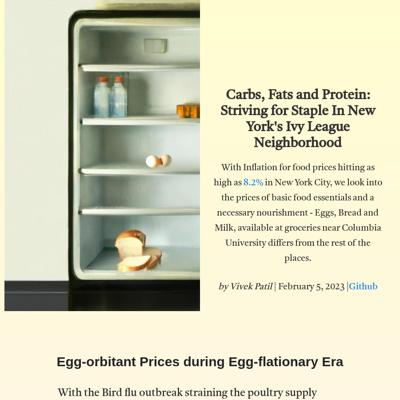 Carbs, Fats and Protein:
Striving for Staple In New
York's Ivy League
Neighborhood
With Inflation for food prices hitting as
high as 8.2% in New York City, we look into
the prices of basic food essentials and a
necessary nourishment - Eggs, Bread and
Milk, available at groceries near Columbia
University differs from the rest of the
places.
by Vivek Patil | February 5, 2023 |Github
Egg-orbitant Prices during Egg-flationary Era
With the Bird flu outbreak straining the poultry supply